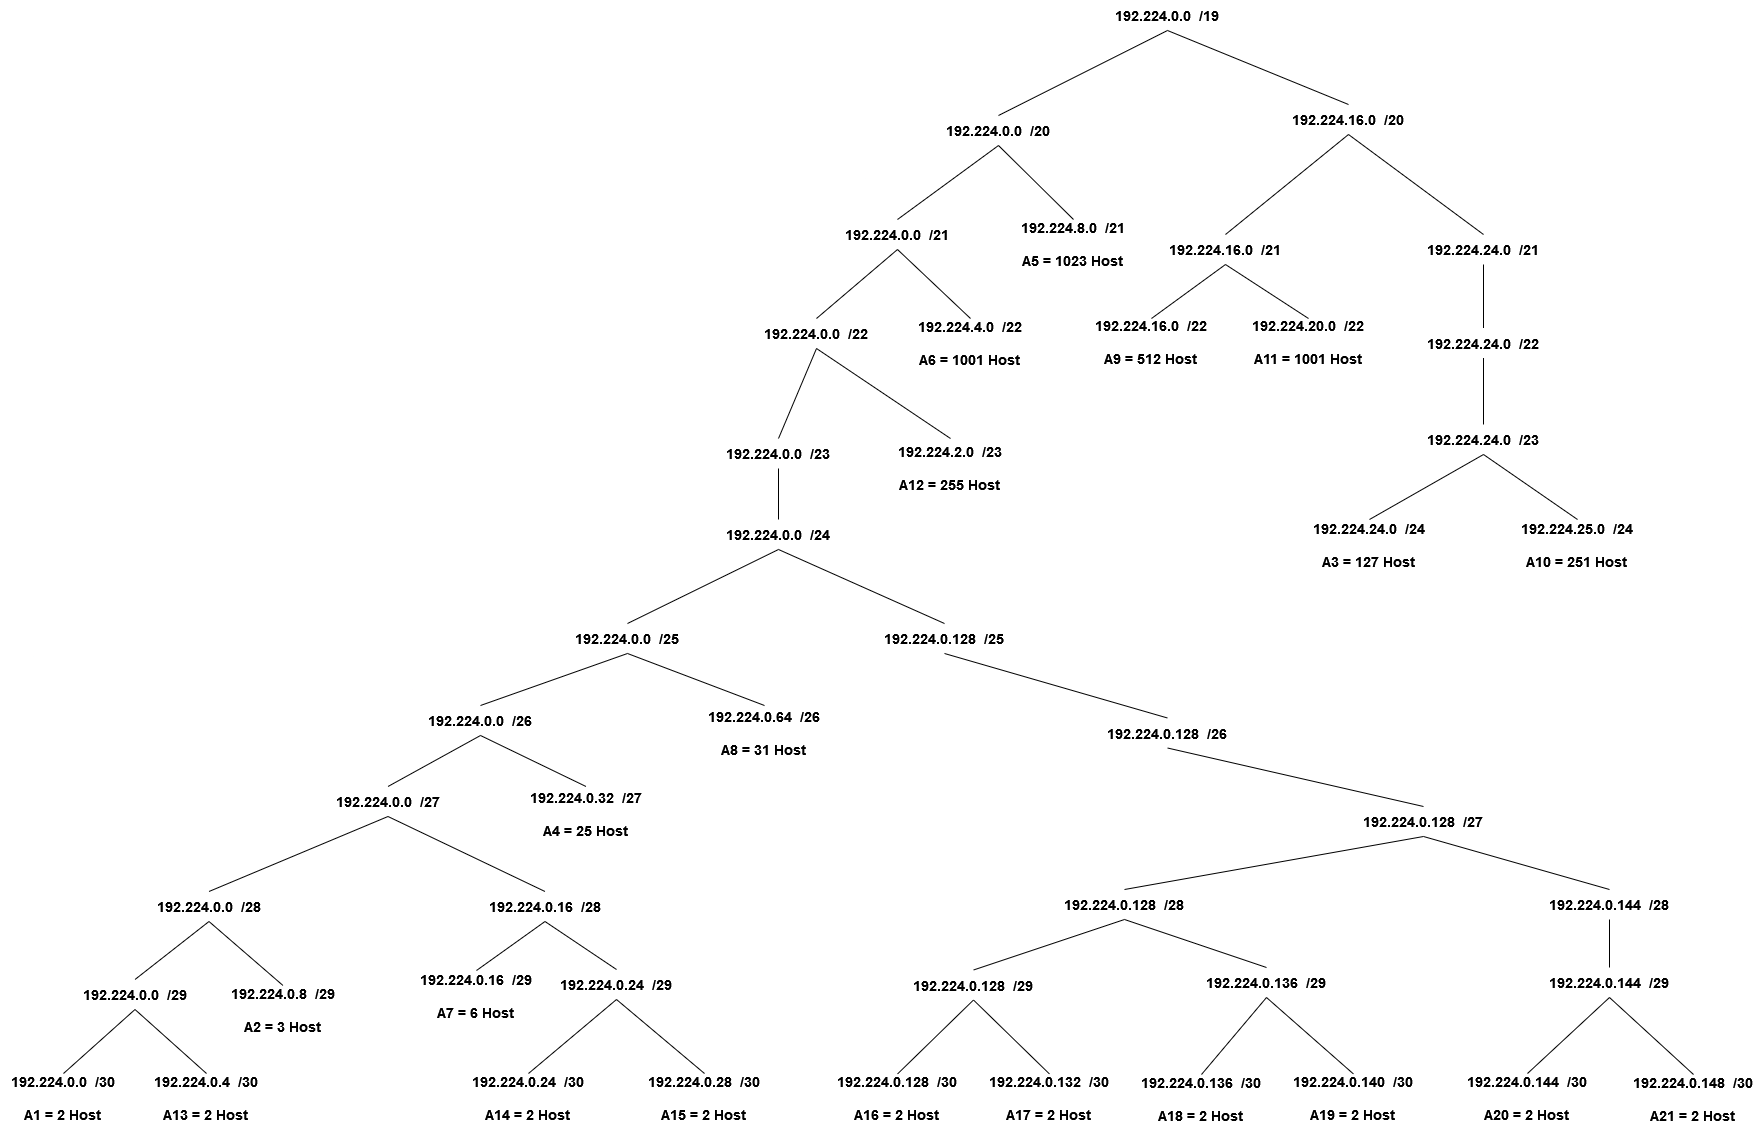 192.224.0.0 /19
192.224.16.0 /20
192.224.0.0 /20
192.224.8.0 /21
A5 = 1023 Host
192.224.0.0 /21
192.224.16.0 /21
192.224.24.0 /21
192.224.0.0 /22
192.224.4.0 /22
A6 = 1001 Host
192.224.16.0 /22
A9 = 512 Host
192.224.20.0 /22
A11 = 1001 Host
192.224.24.0 /22
192.224.24.0 /23
192.224.0.0 /23
192.224.2.0 /23
A12 = 255 Host
192.224.0.0 /24
192.224.24.0 /24
A3 = 127 Host
192.224.25.0 /24
A10 = 251 Host
192.224.0.0 /25
192.224.0.128 /25
192.224.0.0 /26
192.224.0.64 /26
A8 = 31 Host
192.224.0.128 /26
192.224.0.0 /27
192.224.0.32 /27
A4 = 25 Host
192.224.0.128 /27
192.224.0.0 /28
192.224.0.16 /28
192.224.0.128 /28
192.224.0.144 /28
192.224.0.0 /29
192.224.0.8 /29
A2 = 3 Host
192.224.0.16 /29
A7 = 6 Host
192.224.0.24 /29
192.224.0.128 /29
192.224.0.136 /29
192.224.0.144 /29
192.224.0.0 /30
A1 = 2 Host
192.224.0.4 /30
A13 = 2 Host
192.224.0.24 /30
A14 = 2 Host
192.224.0.28 /30
A15 = 2 Host
192.224.0.128 /30
A16 = 2 Host
192.224.0.132 /30
A17 = 2 Host
192.224.0.136 /30
A18 = 2 Host
192.224.0.140 /30
A19 = 2 Host
192.224.0.144 /30
A20 = 2 Host
192.224.0.148 /30
A21 = 2 Host